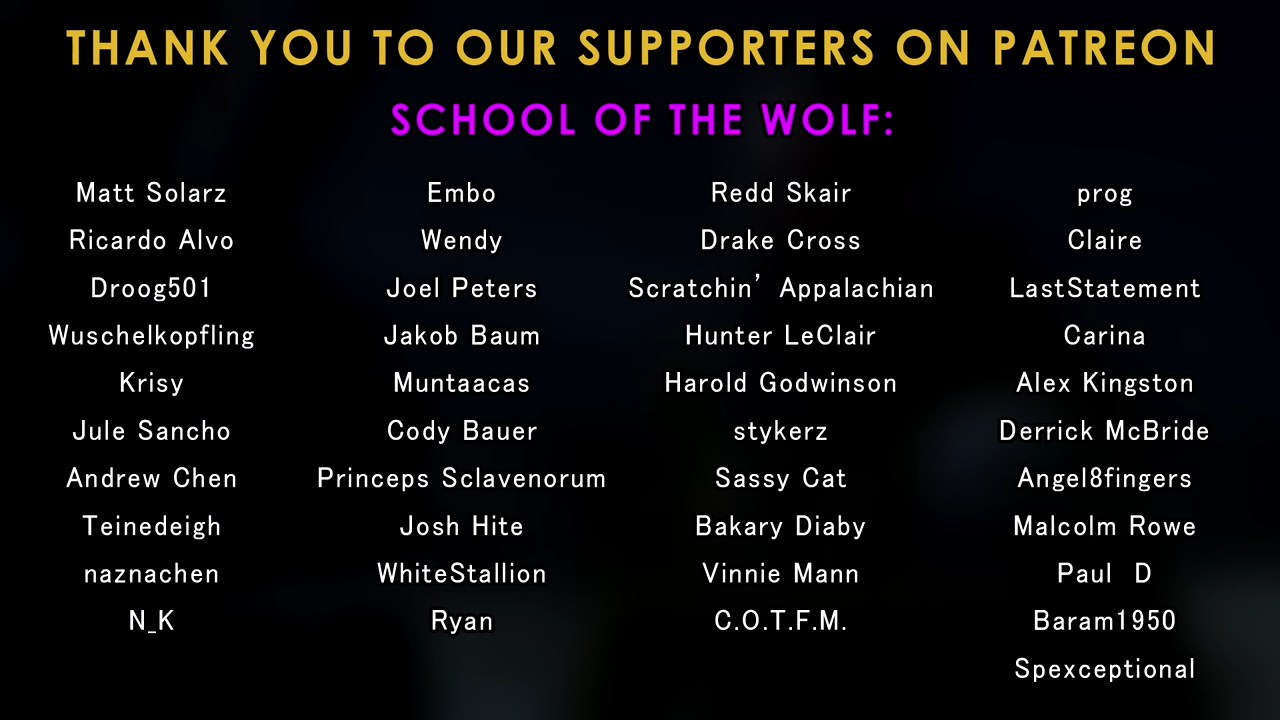 THANK YOU TO OUR SUPPORTERS ON PATREON
SCHOOL OF THE WOLF:
Matt Solarz
Ricardo Alvo
Droog501
Wuschelkopfling
Krisy
Jule Sancho
Andrew Chen
Teinedeigh
naznachen
N_K
Embo
Wendy
Joel Peters
Jakob Baum
Muntaacas
Cody Bauer
Princeps Sclavenorum
Josh Hite
WhiteStallion
Ryan
Redd Skair
Drake Cross
Scratchin’ Appalachian
Hunter LeClair
Harold Godwinson
stykerz
Sassy Cat
Bakary Diaby
Vinnie Mann
C.O.T.F.M.
prog
Claire
LastStatement
Carina
Alex Kingston
Derrick McBride
Angel8fingers
Malcolm Rowe
Paul  D
Baram1950
Spexceptional